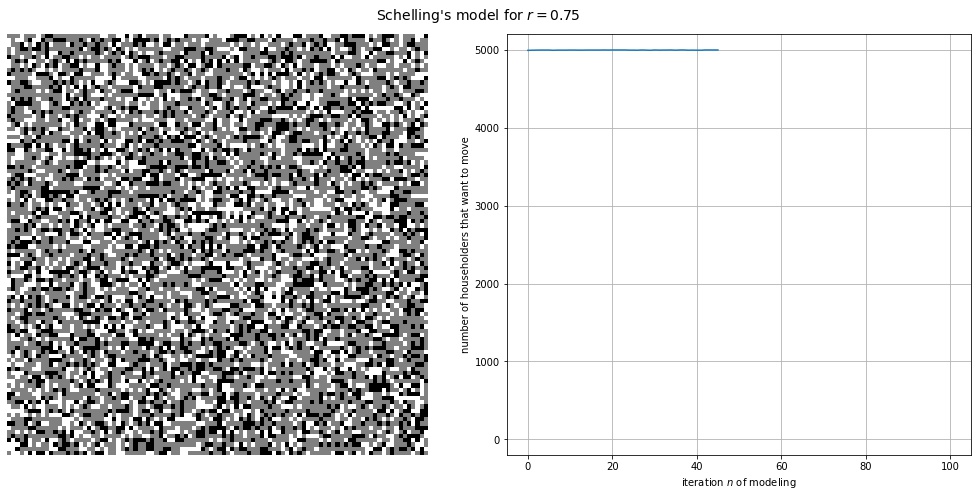 Schelling's model for r = 0.75
number of householders that want to move
5000
4000
3000
2000
1000
0
0 20 40 60 80 100
iteration n of modeling